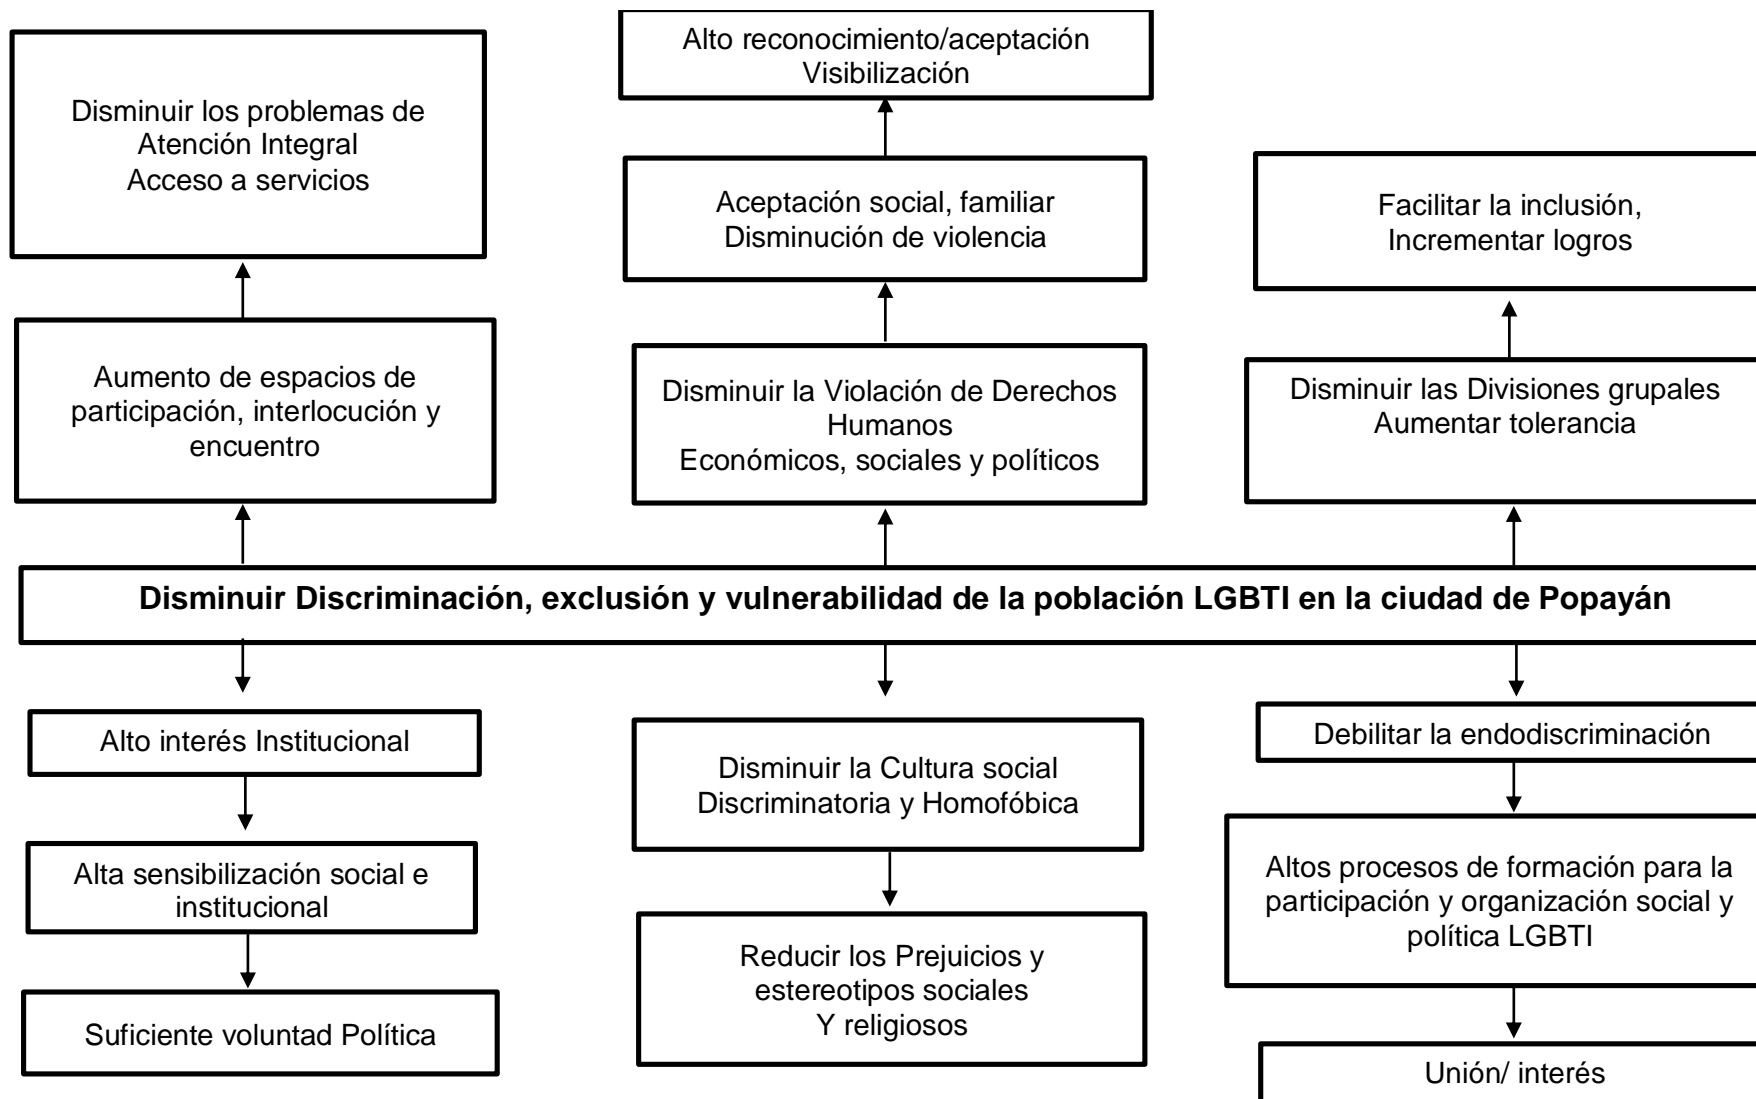 Alto reconocimiento/aceptación
Visibilización
Disminuir los problemas de
Atención Integral
Acceso a servicios
Aceptación social, familiar
Disminución de violencia
Facilitar la inclusión,
Incrementar logros
Aumento de espacios de
participación, interlocución y
encuentro
Disminuir la Violación de Derechos
Humanos
Económicos, sociales y políticos
Disminuir las Divisiones grupales
Aumentar tolerancia
Disminuir Discriminación, exclusión y vulnerabilidad de la población LGBTI en la ciudad de Popayán
Alto interés Institucional
Disminuir la Cultura social
Discriminatoria y Homofóbica
Debilitar la endodiscriminación
Alta sensibilización social e
institucional
Altos procesos de formación para la
participación y organización social y
política LGBTI
Suficiente voluntad Política
Reducir los Prejuicios y
estereotipos sociales
Y religiosos
Unión/ interés